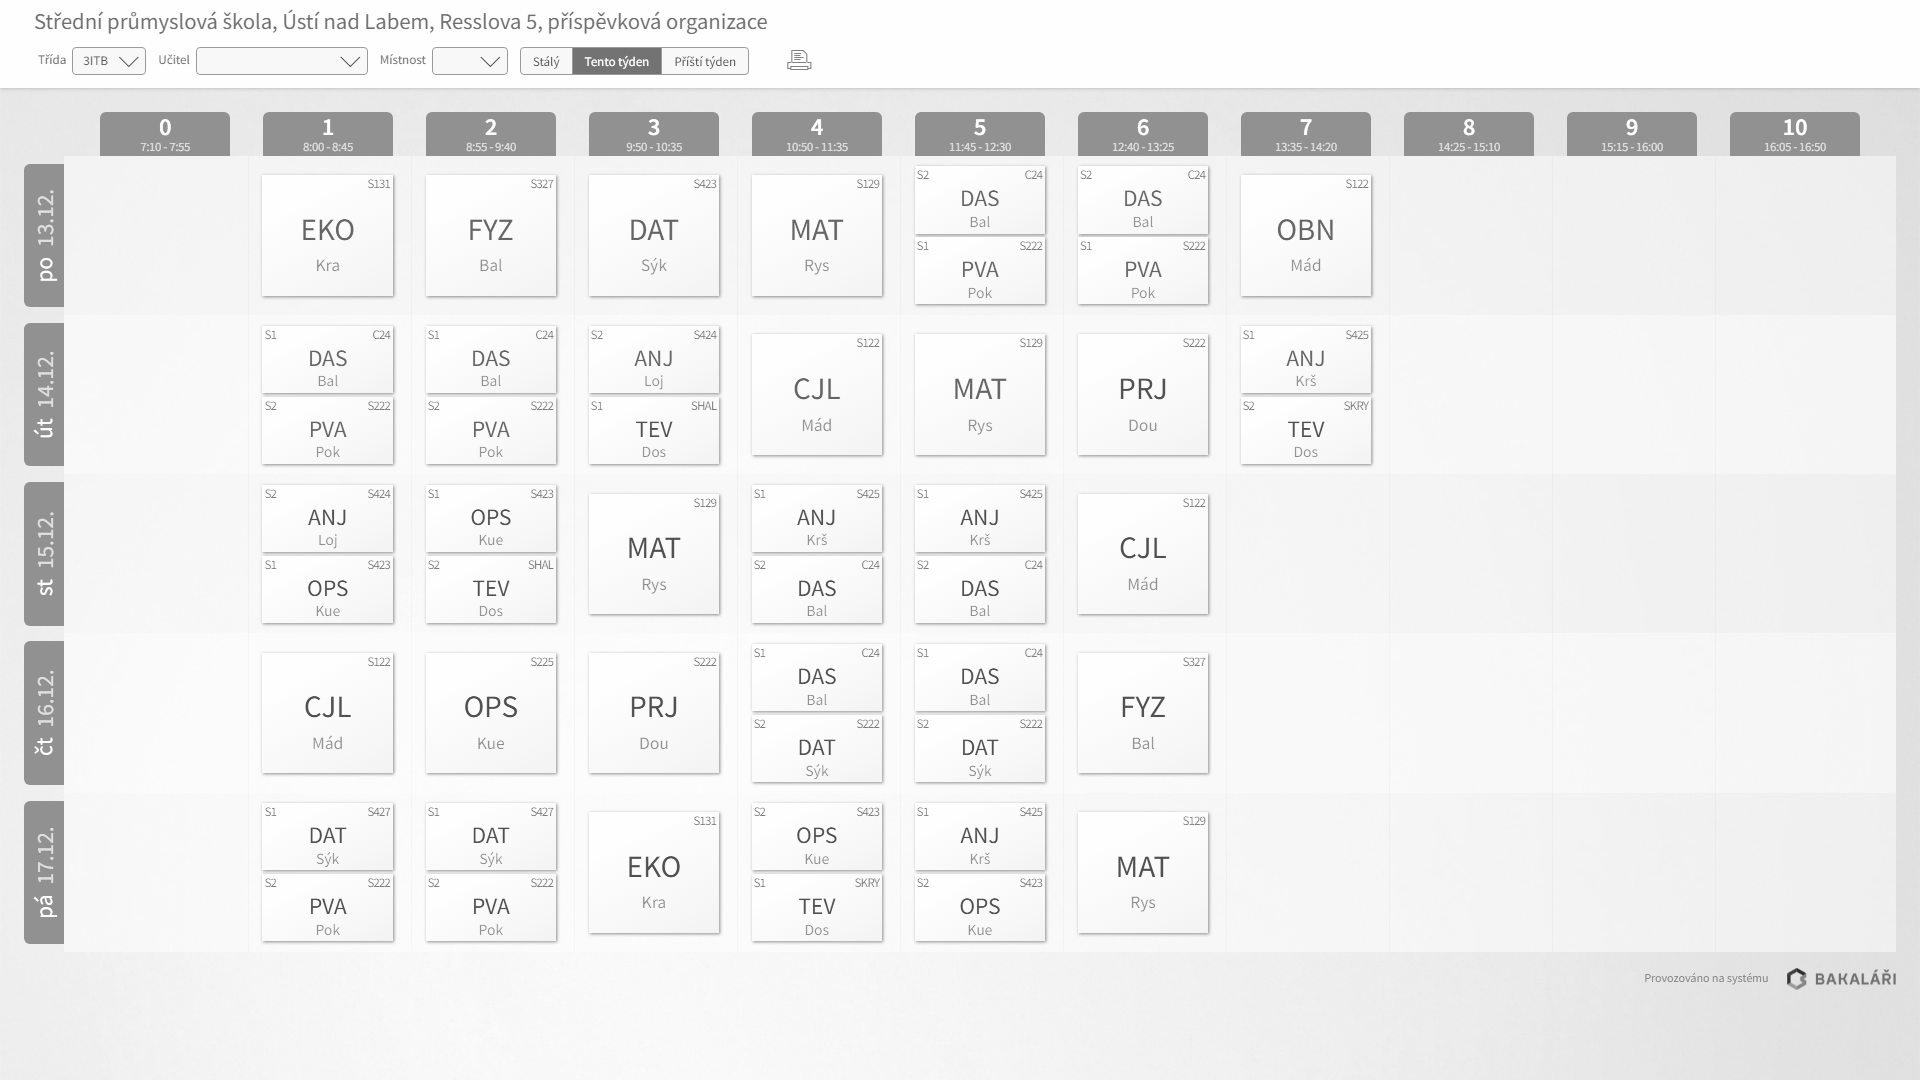 Střední průmyslová škola, Ústí nad Labem, Resslova 5, příspěvková organizace
Třída 3ITB Učitel Místnost Stálý Tento týden Příští týden
0 1 2 3 4 5 6 7 8 9 10
7:10 - 7:55 8:00 - 8:45 8:55 - 9:40 9:50 - 10:35 10:50 - 11:35 11:45 - 12:30 12:40 - 13:25 13:35 - 14:20 14:25 - 15:10 15:15 - 16:00 16:05 - 16:50
po 13.12.
S131
EKO
Kra
S327
FYZ
Bal
S423
DAT
Sýk
S129
MAT
Rys
S2 C24
DAS
Bal
S1 S222
PVA
Pok
S2 C24
DAS
Bal
S1 S222
PVA
Pok
S122
OBN
Mád
út 14.12.
S1 C24
DAS
Bal
S2 S222
PVA
Pok
S1 C24
DAS
Bal
S2 S222
PVA
Pok
S2 S424
ANJ
Loj
S1 SHAL
TEV
Dos
S122
CJL
Mád
S129
MAT
Rys
S222
PRJ
Dou
S1 S425
ANJ
Krš
S2 SKRY
TEV
Dos
st 15.12.
S2 S424
ANJ
Loj
S1 S423
OPS
Kue
S1 S423
OPS
Kue
S2 SHAL
TEV
Dos
S129
MAT
Rys
S1 S425
ANJ
Krš
S2 C24
DAS
Bal
S1 S425
ANJ
Krš
S2 C24
DAS
Bal
S122
CJL
Mád
čt 16.12.
S122
CJL
Mád
S225
OPS
Kue
S222
PRJ
Dou
S1 C24
DAS
Bal
S2 S222
DAT
Sýk
S1 C24
DAS
Bal
S2 S222
DAT
Sýk
S327
FYZ
Bal
pá 17.12.
S1 S427
DAT
Sýk
S2 S222
PVA
Pok
S1 S427
DAT
Sýk
S2 S222
PVA
Pok
S131
EKO
Kra
S2 S423
OPS
Kue
S1 SKRY
TEV
Dos
S1 S425
ANJ
Krš
S2 S423
OPS
Kue
S129
MAT
Rys
Provozováno na systému BAKALÁŘI